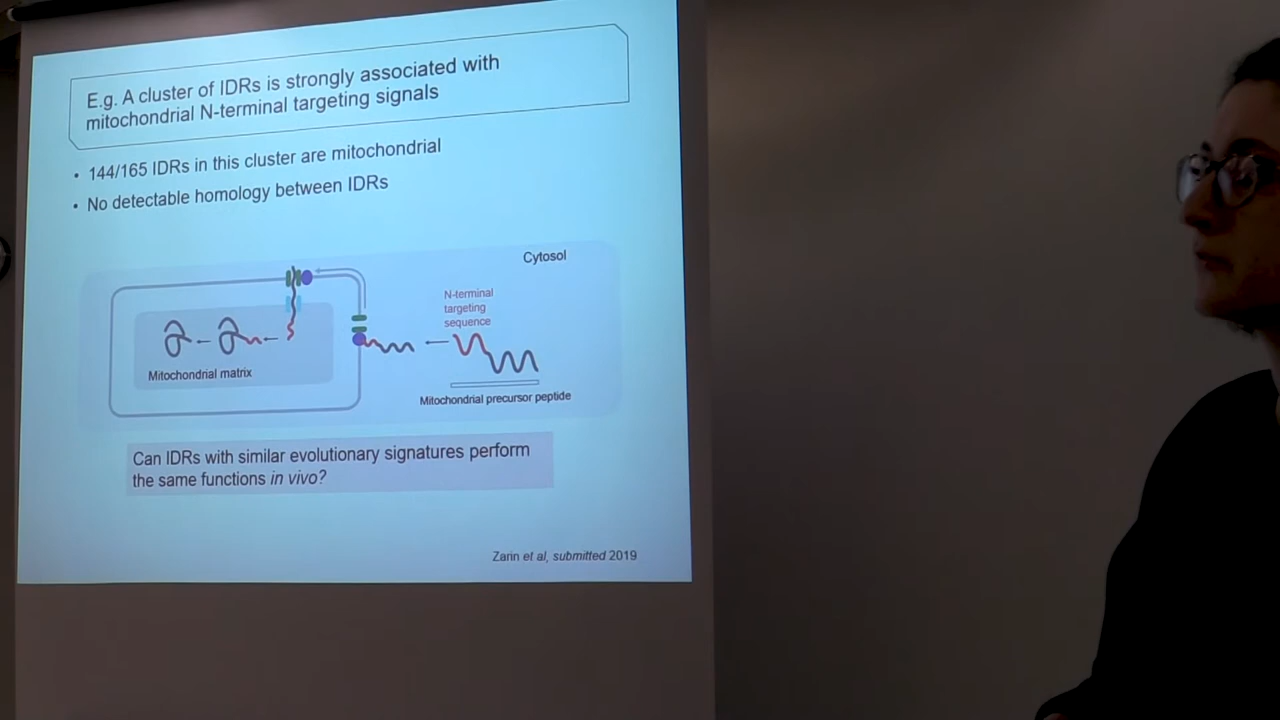 E.g. A cluster of IDRs is strongly associated with
mitochondrial N-terminal targeting signals
• 144/165 IDRs in this cluster are mitochondrial
• No detectable homology between IDRs
Cytosol
N-terminal
targeting
sequence
Mitochondrial matrix
Mitochondrial precursor peptide
Can IDRs with similar evolutionary signatures perform
the same functions in vivo?
Zarin et al, submitted 2019